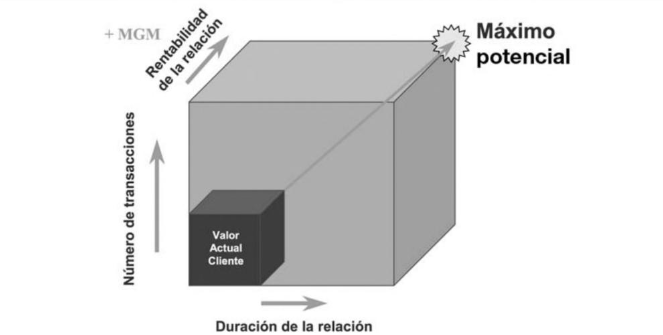 + MGM
Rentabilidad
de la relación
Máximo
potencial
Número de transacciones
Valor
Actual
Cliente
Duración de la relación